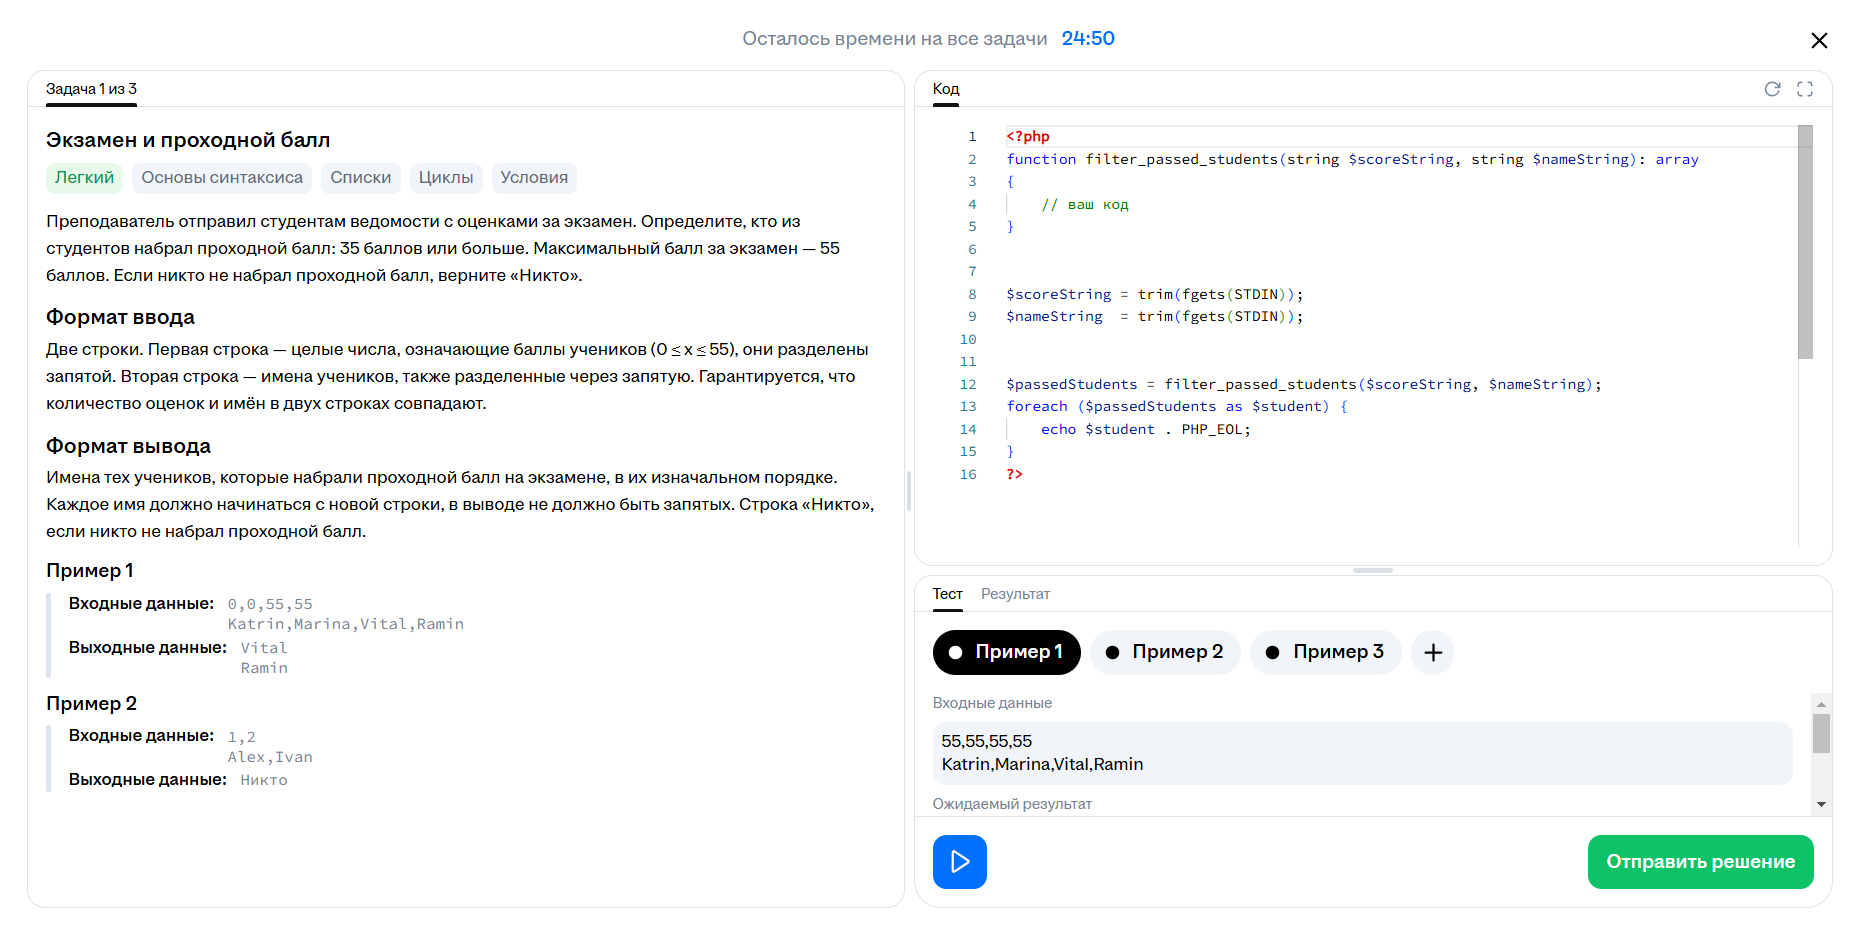 Осталось времени на все задачи 24:50
Задача 1 из 3
Экзамен и проходной балл
Легкий Основы синтаксиса Списки Циклы Условия
Преподаватель отправил студентам ведомости с оценками за экзамен. Определите, кто из
студентов набрал проходной балл: 35 баллов или больше. Максимальный балл за экзамен — 55
баллов. Если никто не набрал проходной балл, верните «Никто».
Формат ввода
Две строки. Первая строка — целые числа, означающие баллы учеников (0 ≤ x ≤ 55), они разделены
запятой. Вторая строка — имена учеников, также разделенные через запятую. Гарантируется, что
количество оценок и имён в двух строках совпадают.
Формат вывода
Имена тех учеников, которые набрали проходной балл на экзамене, в их изначальном порядке.
Каждое имя должно начинаться с новой строки, в выводе не должно быть запятых. Строка «Никто»,
если никто не набрал проходной балл.
Пример 1
Входные данные: 0,0,55,55
Katrin,Marina,Vital,Ramin
Выходные данные: Vital
Ramin
Пример 2
Входные данные: 1,2
Alex,Ivan
Выходные данные: Никто
Код
1 <?php
2 function filter_passed_students(string $scoreString, string $nameString): array
3 {
4     // ваш код
5 }
6
7
8 $scoreString = trim(fgets(STDIN));
9 $nameString  = trim(fgets(STDIN));
10
11
12 $passedStudents = filter_passed_students($scoreString, $nameString);
13 foreach ($passedStudents as $student) {
14     echo $student . PHP_EOL;
15 }
16 ?>
Тест Результат
Пример 1 Пример 2 Пример 3
Входные данные
55,55,55,55
Katrin,Marina,Vital,Ramin
Ожидаемый результат
Отправить решение